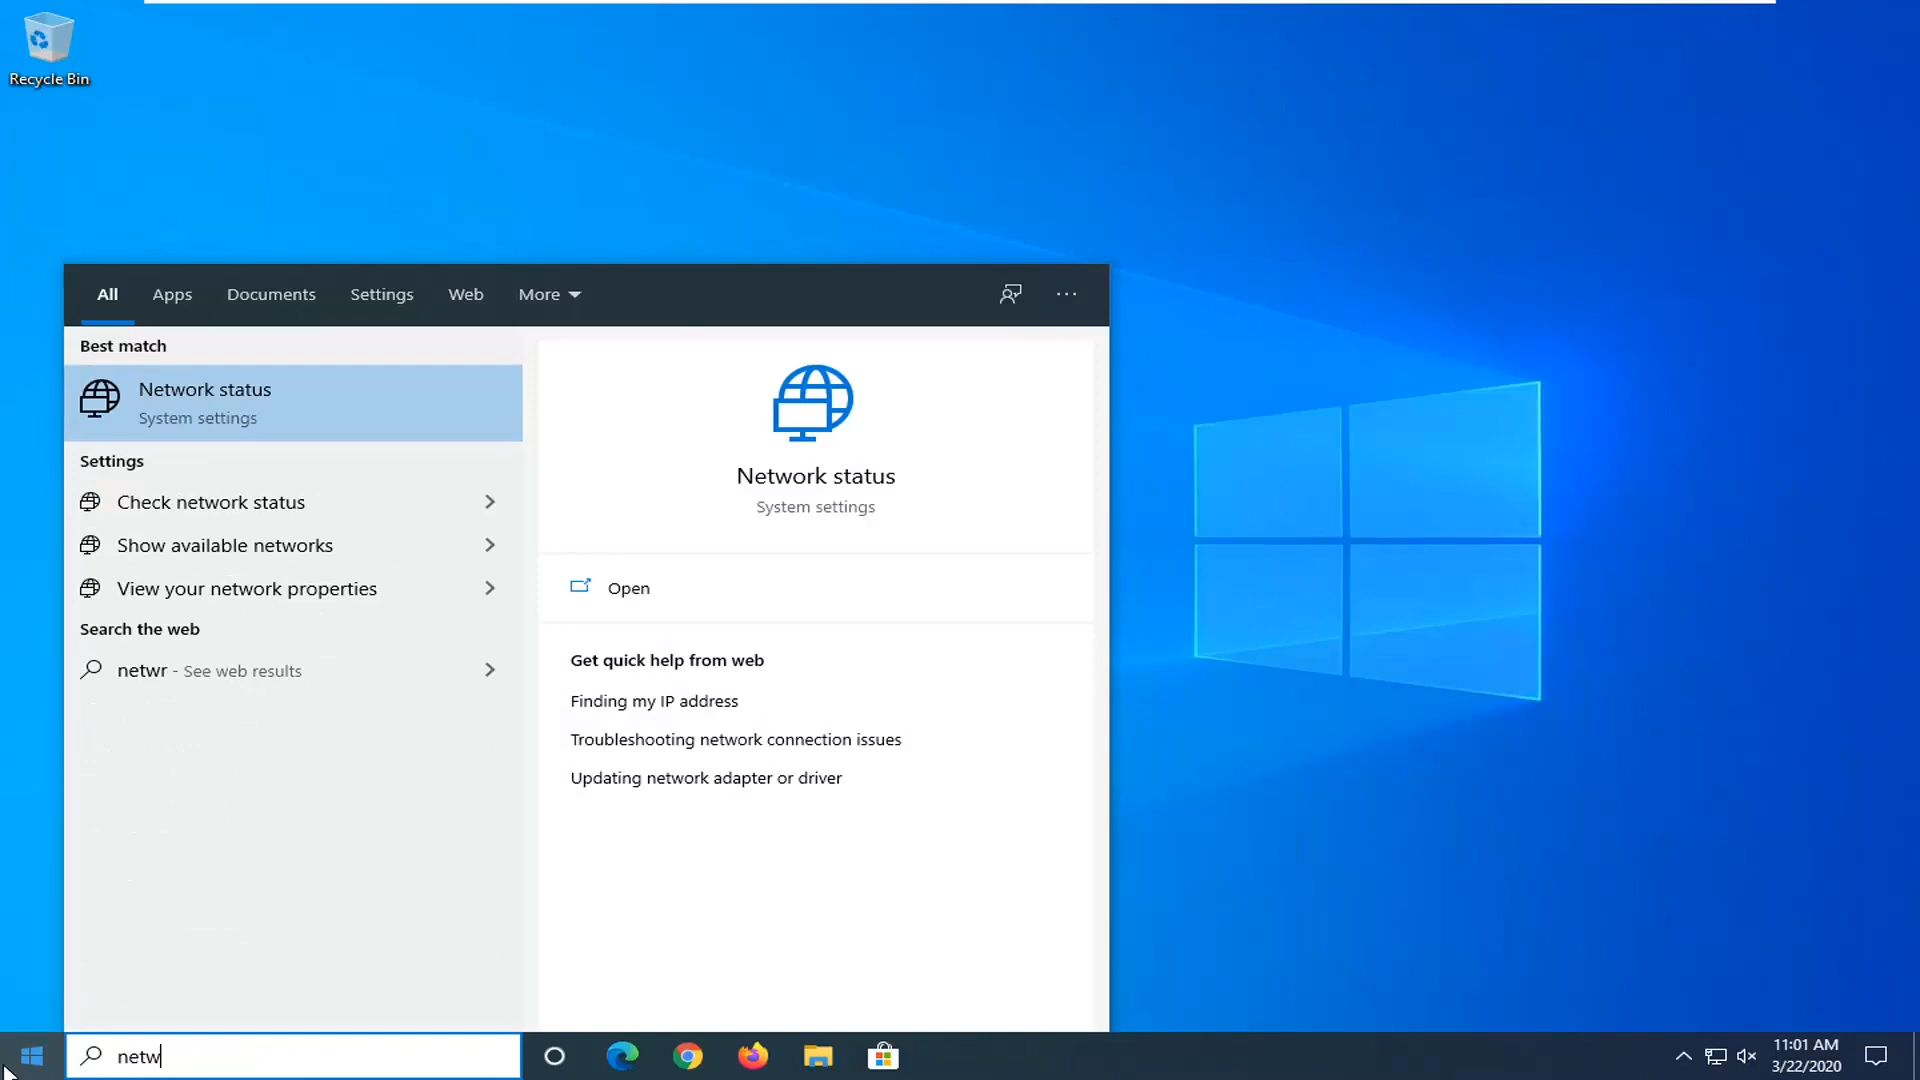 Recycle Bin
All Apps Documents Settings Web More
Best match
Network status
System settings
Settings
Check network status
Show available networks
View your network properties
Search the web
netwr - See web results
Network status
System settings
Open
Get quick help from web
Finding my IP address
Troubleshooting network connection issues
Updating network adapter or driver
netw
11:01 AM
3/22/2020